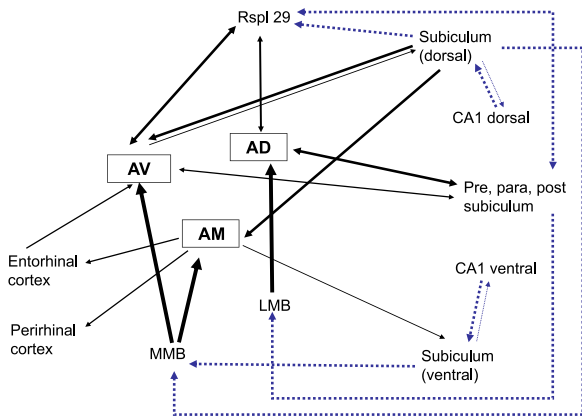 Rspl 29
Subiculum
(dorsal)
CA1 dorsal
AD
AV
Pre, para, post
subiculum
AM
Entorhinal
cortex
CA1 ventral
LMB
Perirhinal
cortex
MMB
Subiculum
(ventral)